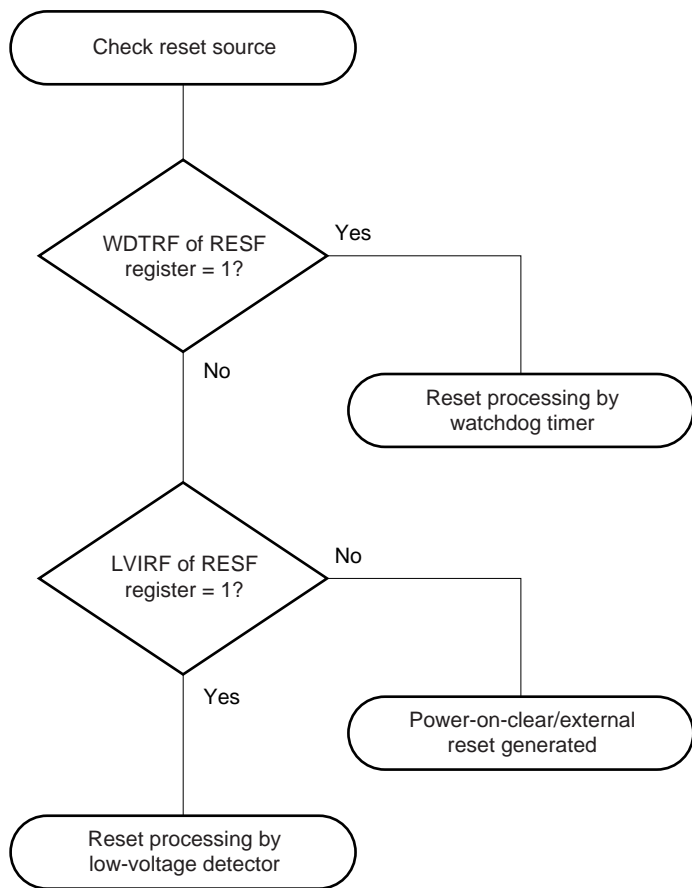 Check reset source
WDTRF of RESF
register = 1?
Yes
No
Reset processing by
watchdog timer
LVIRF of RESF
register = 1?
No
Yes
Power-on-clear/external
reset generated
Reset processing by
low-voltage detector